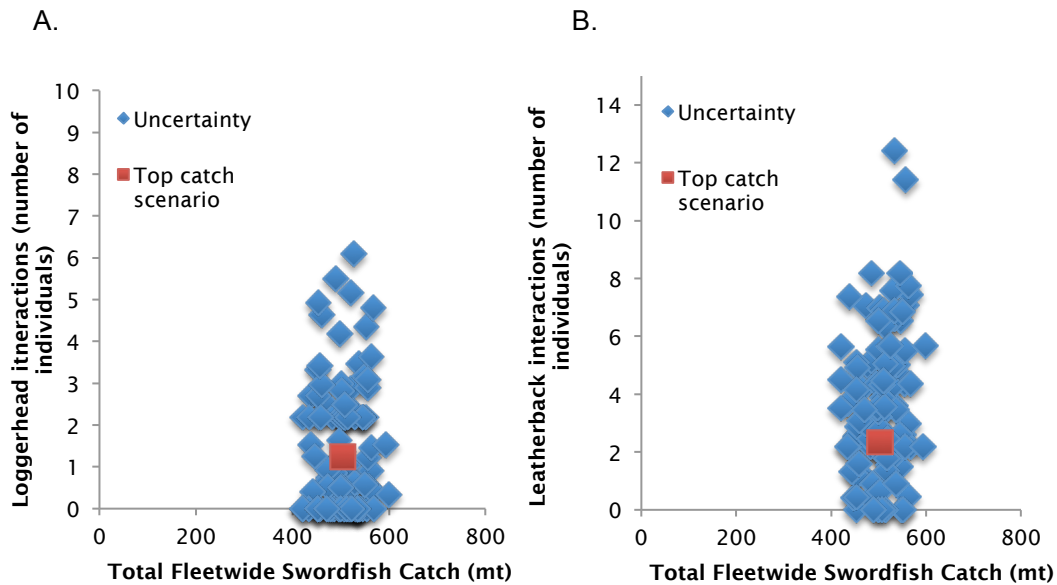 A.
Loggerhead itneractions (number of
individuals)
10
9
8
7
6
5
4
3
2
1
0
Uncertainty
Top catch
scenario
0 200 400 600 800
Total Fleetwide Swordfish Catch (mt)
B.
Leatherback interactions (number of
individuals)
14
12
10
8
6
4
2
0
Uncertainty
Top catch
scenario
0 200 400 600 800
Total Fleetwide Swordfish Catch (mt)